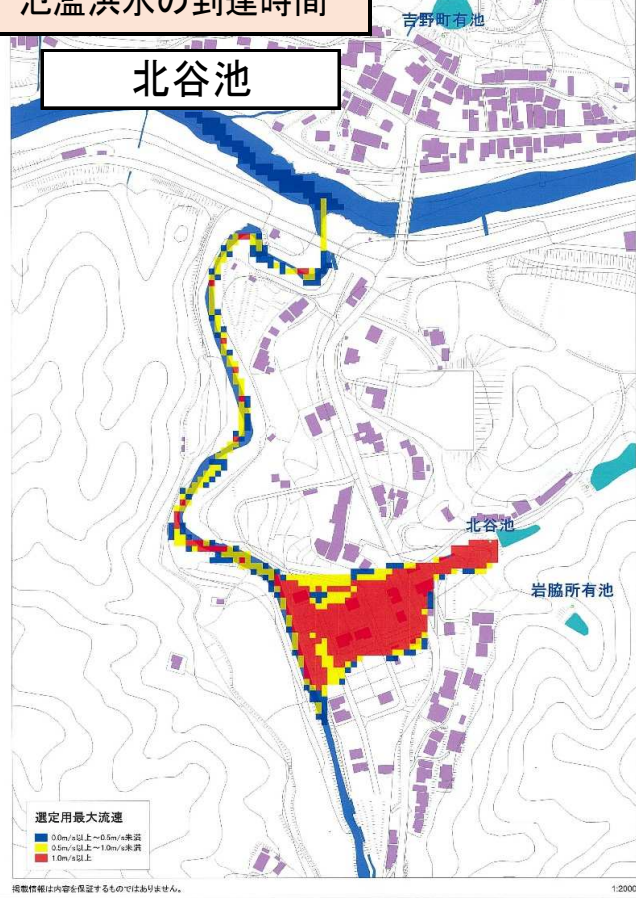 氾濫洪水の到達時間
北谷池
吉野町有池
北谷池
岩脇所有池
選定用最大流速
0.0m/s以上～0.5m/s未満
0.5m/s以上～1.0m/s未満
1.0m/s以上
掲載情報は内容を保証するものではありません。
1:2000